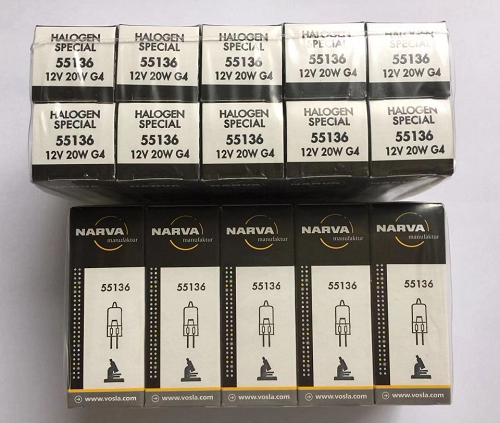 HALOGEN SPECIAL 55136 12V 20W G4
HALOGEN SPECIAL 55136 12V 20W G4
HALOGEN SPECIAL 55136 12V 20W G4
HALOGEN SPECIAL 55136 12V 20W G4
HALOGEN SPECIAL 55136 12V 20W G4
HALOGEN SPECIAL 55136 12V 20W G4
HALOGEN SPECIAL 55136 12V 20W G4
HALOGEN SPECIAL 55136 12V 20W G4
HALOGEN SPECIAL 55136 12V 20W G4
HALOGEN SPECIAL 55136 12V 20W G4
NARVA NARVA NARVA NARVA NARVA
manufaktur manufaktur manufaktur manufaktur manufaktur
55136 55136 55136 55136 55136
www.vosla.com www.vosla.com www.vosla.com www.vosla.com www.vosla.com